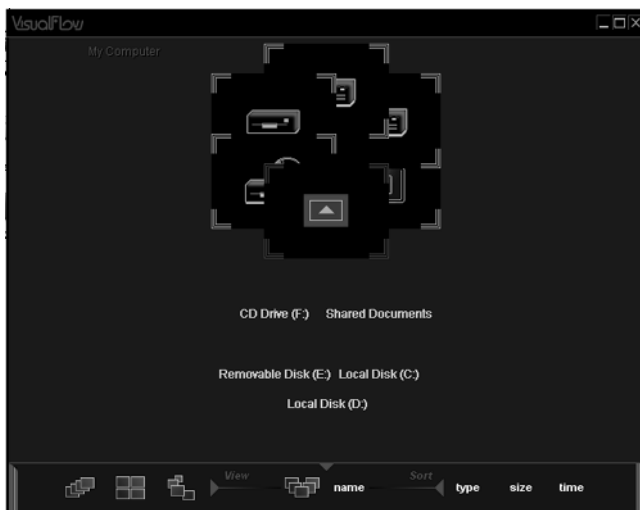 VisualFlow
My Computer
CD Drive (F:) Shared Documents
Removable Disk (E:) Local Disk (C:)
Local Disk (D:)
View Sort
name type size time